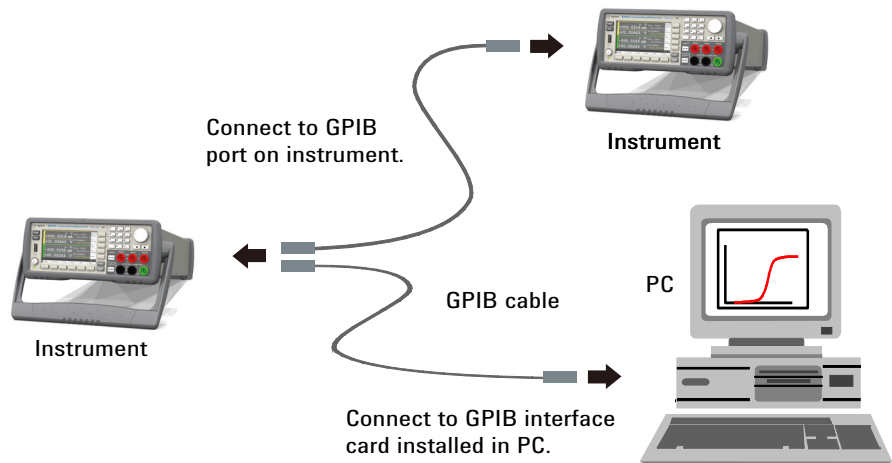 Connect to GPIB
port on instrument.
Instrument
Instrument
GPIB cable
PC
Connect to GPIB interface
card installed in PC.